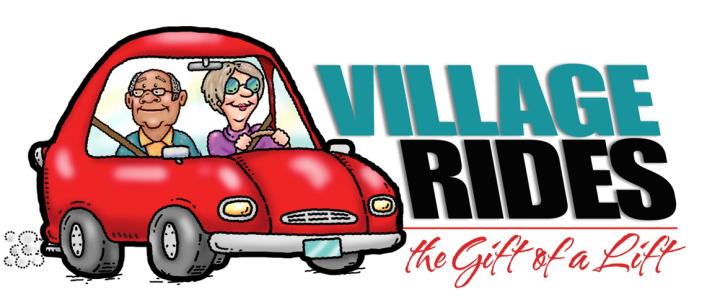 VILLAGE
RIDES
the Gift of a Lift